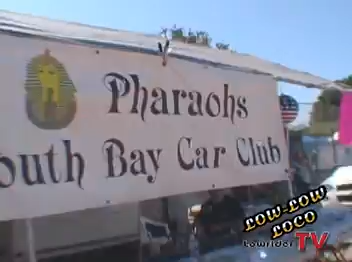 Pharaohs
outh Bay Car Club
LOW-LOW
LOCO
LowriderTV